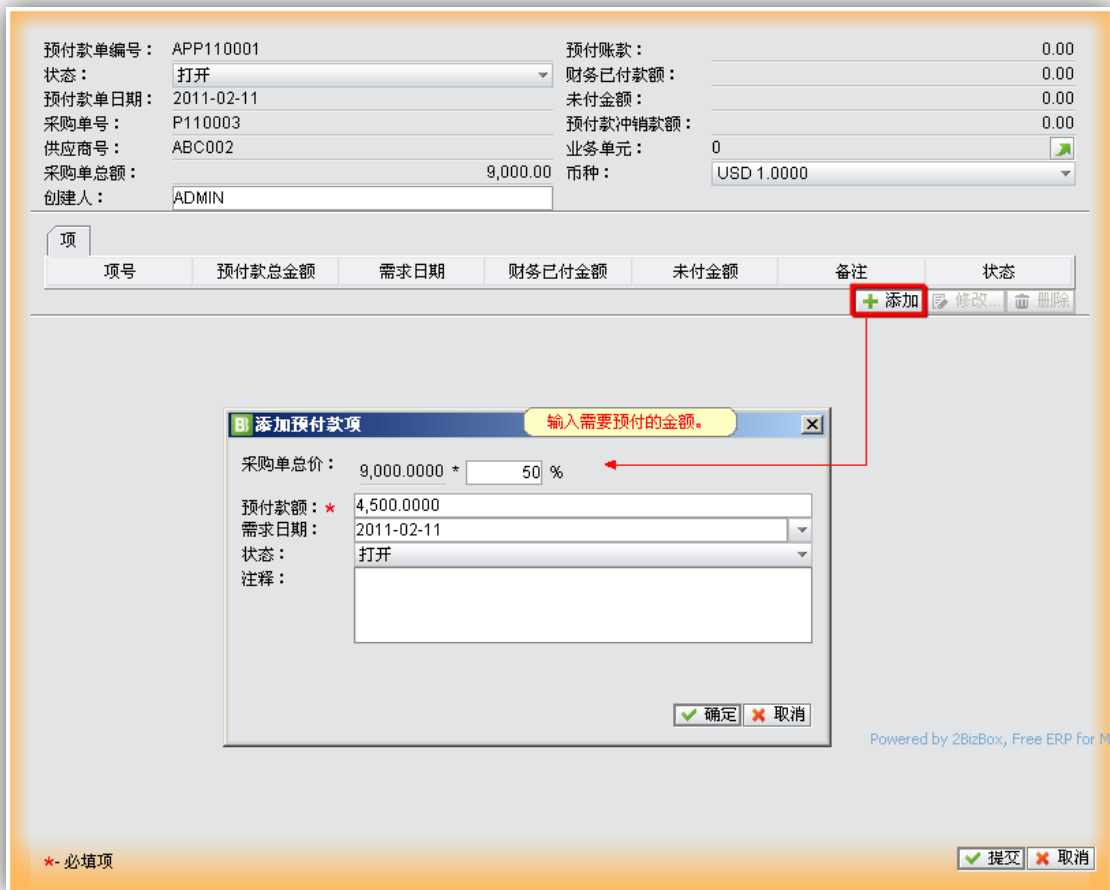 预付款单编号： APP110001 预付账款： 0.00
状态： 打开 财务已付款额： 0.00
预付款单日期： 2011-02-11 未付金额： 0.00
采购单号： P110003 预付款冲销款额： 0.00
供应商号： ABC002 业务单元： 0
采购单总额： 9,000.00 币种： USD 1.0000
创建人： ADMIN
项
项号 预付款总金额 需求日期 财务已付金额 未付金额 备注 状态
添加 修改... 删除
添加预付款项 输入需要预付的金额。
采购单总价： 9,000.0000 * 50 %
预付款额：* 4,500.0000
需求日期： 2011-02-11
状态： 打开
注释：
确定 取消
Powered by 2BizBox, Free ERP for M
*- 必填项 提交 取消